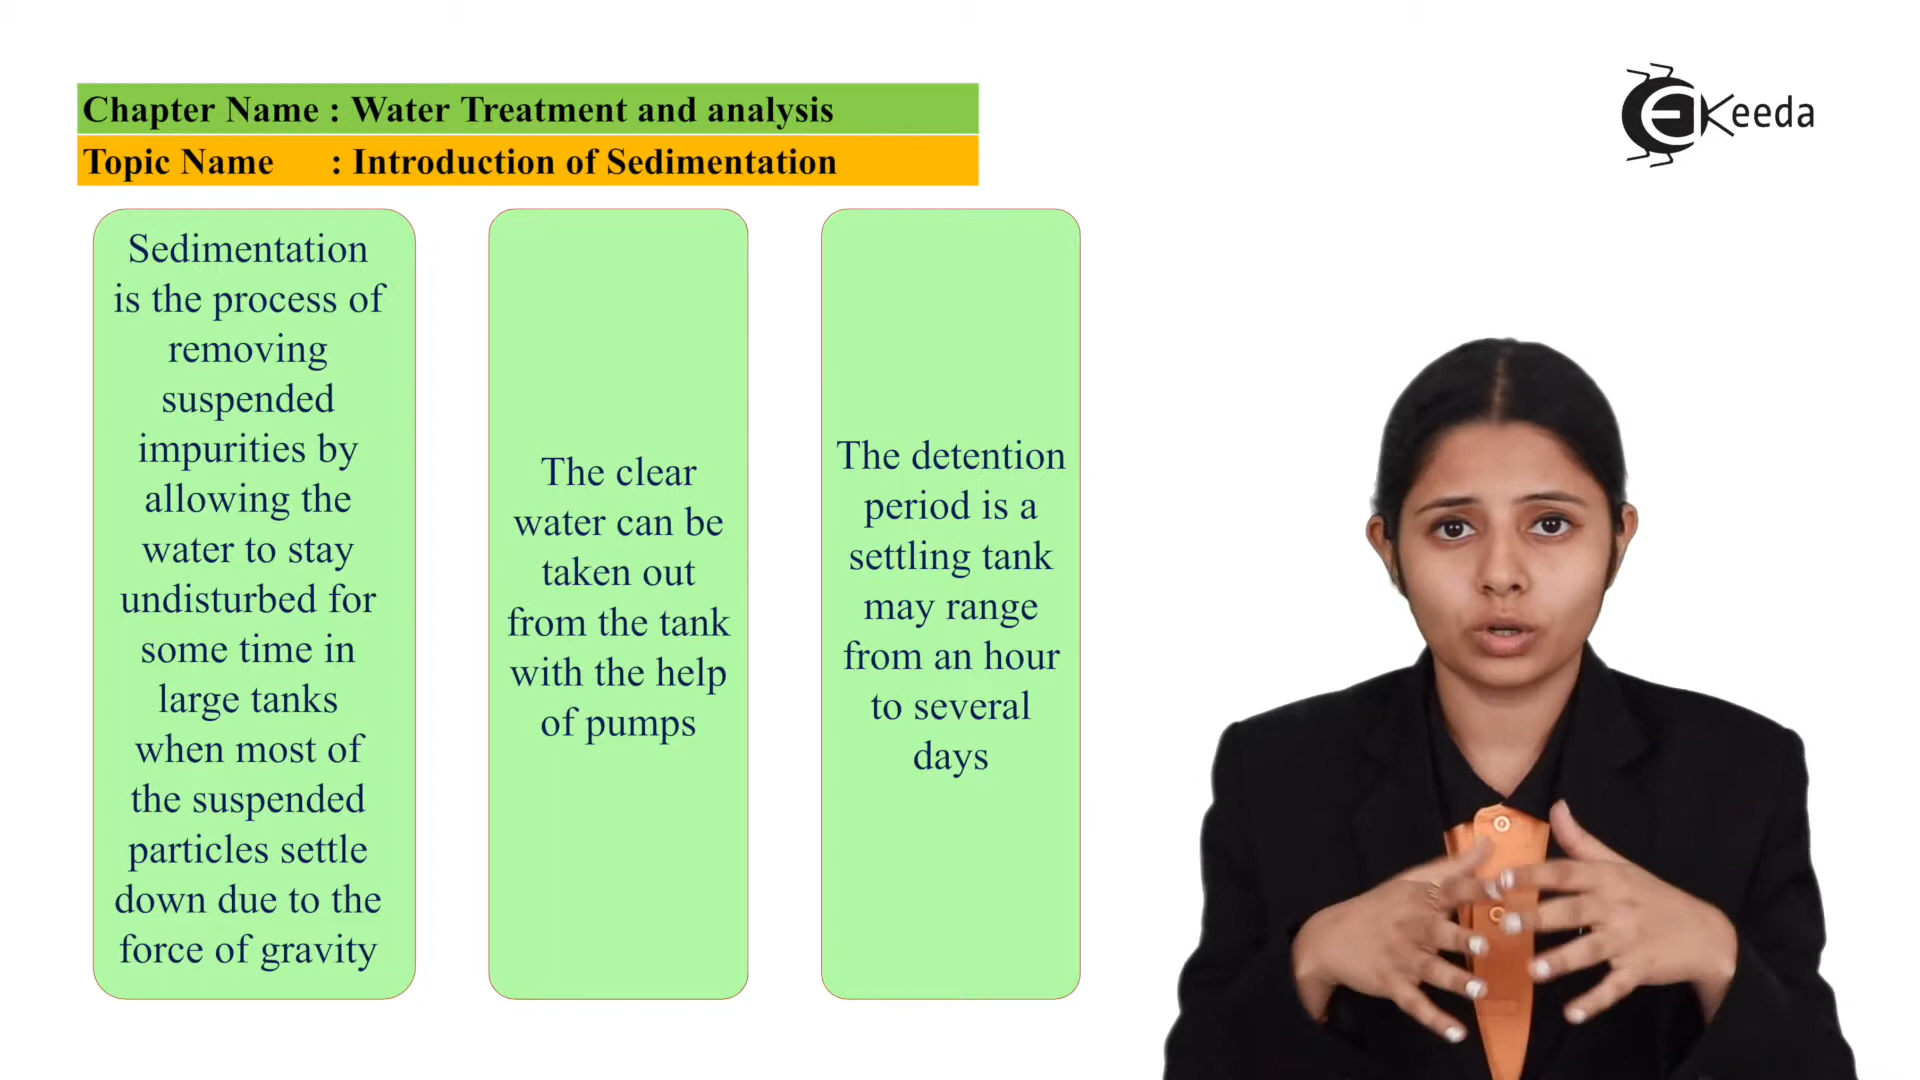 Chapter Name : Water Treatment and analysis
Topic Name : Introduction of Sedimentation
Keeda
Sedimentation
is the process of
removing
suspended
impurities by
allowing the
water to stay
undisturbed for
some time in
large tanks
when most of
the suspended
particles settle
down due to the
force of gravity
The clear
water can be
taken out
from the tank
with the help
of pumps
The detention
period is a
settling tank
may range
from an hour
to several
days